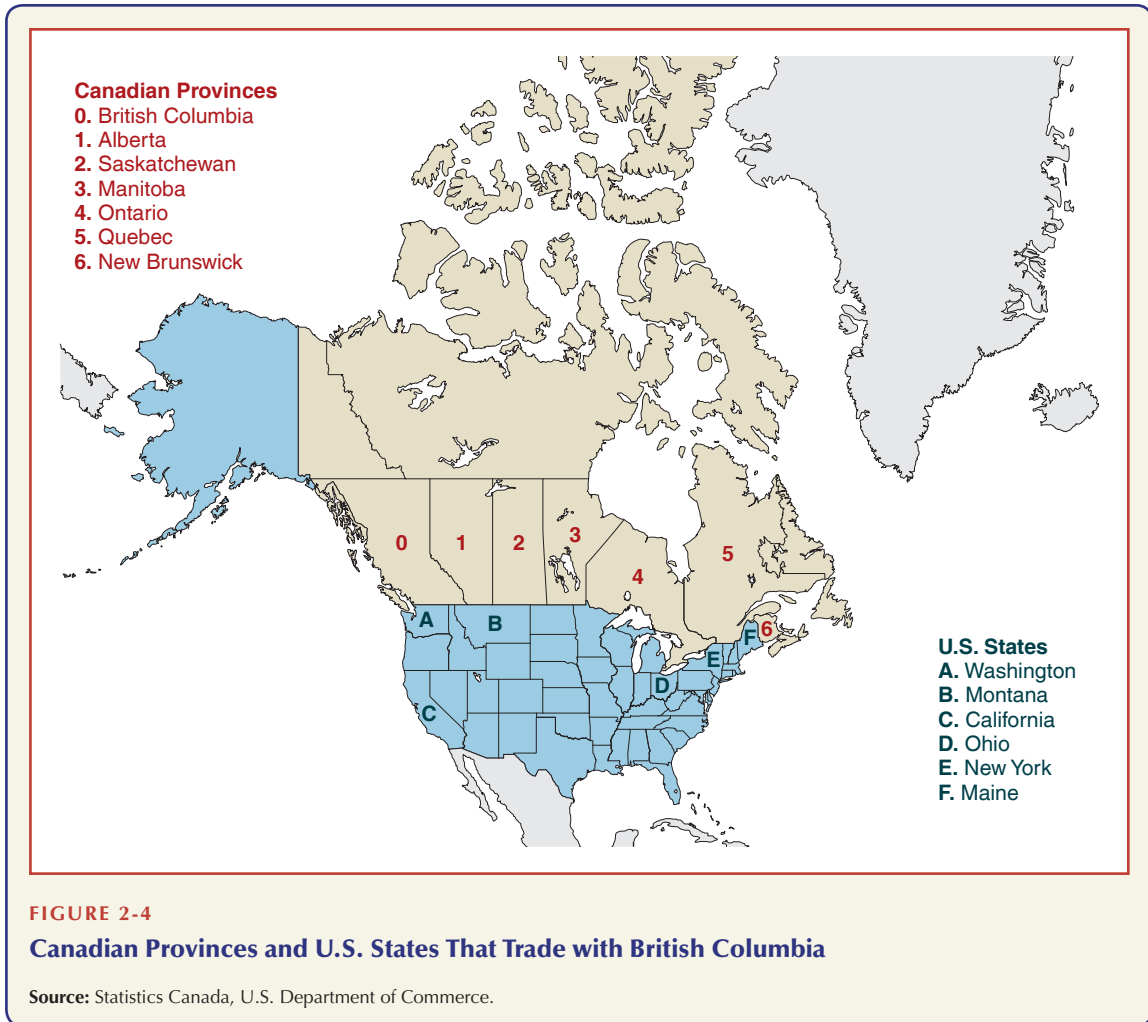 Canadian Provinces
0. British Columbia
1. Alberta
2. Saskatchewan
3. Manitoba
4. Ontario
5. Quebec
6. New Brunswick
0
1
2
3
4
5
6
A
B
C
D
E
F
U.S. States
A. Washington
B. Montana
C. California
D. Ohio
E. New York
F. Maine
FIGURE 2-4
Canadian Provinces and U.S. States That Trade with British Columbia
Source: Statistics Canada, U.S. Department of Commerce.